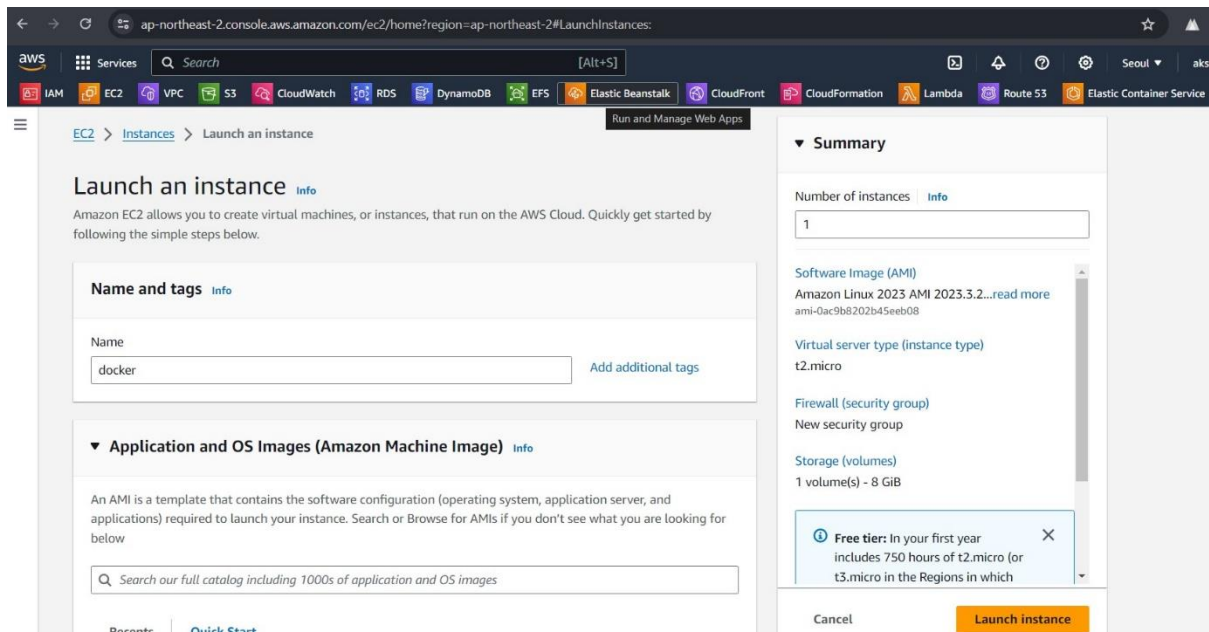 ap-northeast-2.console.aws.amazon.com/ec2/home?region=ap-northeast-2#LaunchInstances:
aws Services Search [Alt+S] Seoul ▼ aks
IAM EC2 VPC S3 CloudWatch RDS DynamoDB EFS Elastic Beanstalk CloudFront CloudFormation Lambda Route 53 Elastic Container Service
Run and Manage Web Apps
EC2 > Instances > Launch an instance
Launch an instance Info
Amazon EC2 allows you to create virtual machines, or instances, that run on the AWS Cloud. Quickly get started by
following the simple steps below.
Name and tags Info
Name
docker
Add additional tags
▼ Application and OS Images (Amazon Machine Image) Info
An AMI is a template that contains the software configuration (operating system, application server, and
applications) required to launch your instance. Search or Browse for AMIs if you don't see what you are looking for
below
Search our full catalog including 1000s of application and OS images
Recents Quick Start
▼ Summary
Number of instances Info
1
Software Image (AMI)
Amazon Linux 2023 AMI 2023.3.2...read more
ami-0ac9b8202b45eeb08
Virtual server type (instance type)
t2.micro
Firewall (security group)
New security group
Storage (volumes)
1 volume(s) - 8 GiB
Free tier: In your first year
includes 750 hours of t2.micro (or
t3.micro in the Regions in which
Cancel
Launch instance